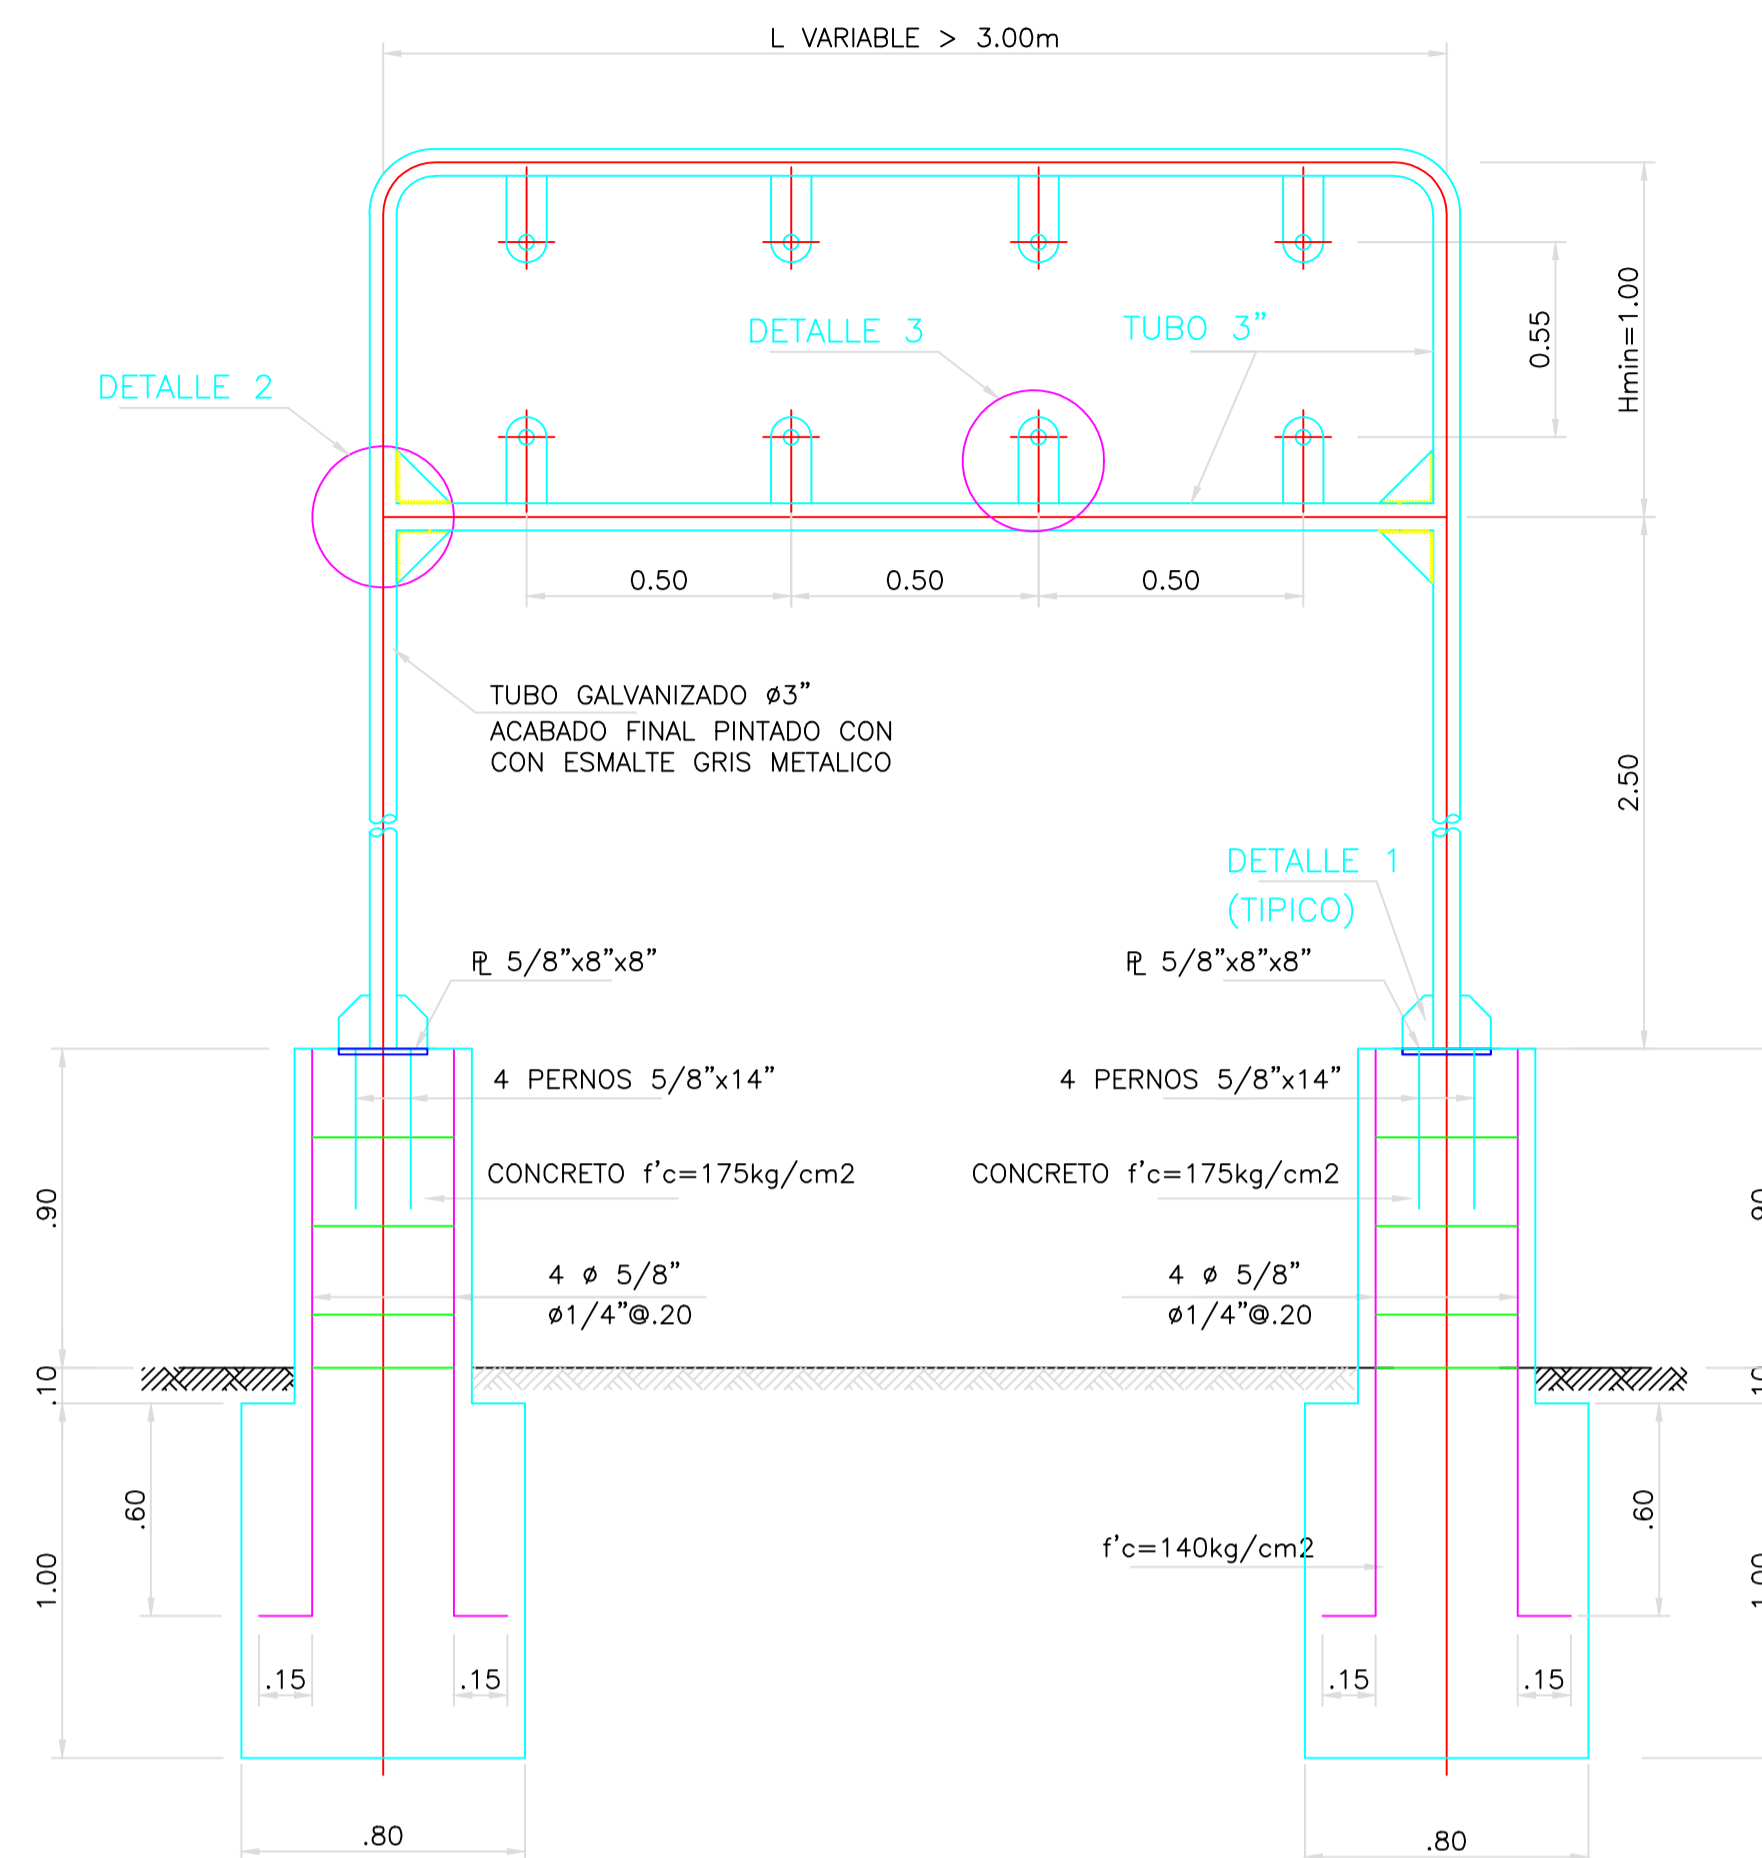 L VARIABLE > 3.00m
DETALLE 3
TUBO 3”
0.55
Hmin=1.00
DETALLE 2
0.50
0.50
0.50
TUBO GALVANIZADO ø3”
ACABADO FINAL PINTADO CON
CON ESMALTE GRIS METALICO
2.50
DETALLE 1
(TIPICO)
PL 5/8”x8”x8”
PL 5/8”x8”x8”
4 PERNOS 5/8”x14”
4 PERNOS 5/8”x14”
CONCRETO f'c=175kg/cm2
CONCRETO f'c=175kg/cm2
.90
90
4 ø 5/8”
ø1/4”@.20
4 ø 5/8”
ø1/4”@.20
.10
10
.60
.60
f'c=140kg/cm2
1.00
1.00
.15
.15
.15
.15
.80
.80